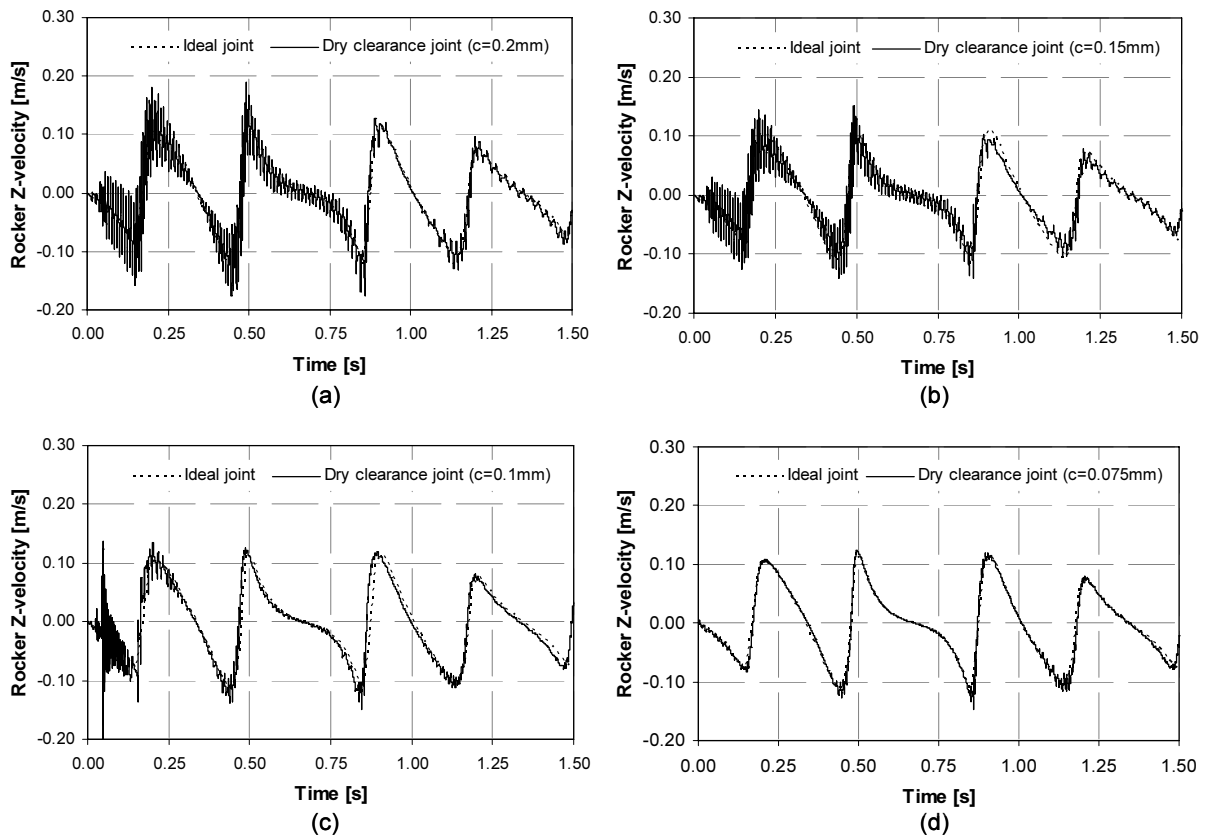 0.30
Ideal joint Dry clearance joint (c=0.2mm)
0.20
0.10
0.00
-0.10
-0.20
Rocker Z-velocity [m/s]
0.00 0.25 0.50 0.75 1.00 1.25 1.50
Time [s]
(a)
0.30
Ideal joint Dry clearance joint (c=0.15mm)
0.20
0.10
0.00
-0.10
-0.20
Rocker Z-velocity [m/s]
0.00 0.25 0.50 0.75 1.00 1.25 1.50
Time [s]
(b)
0.30
Ideal joint Dry clearance joint (c=0.1mm)
0.20
0.10
0.00
-0.10
-0.20
Rocker Z-velocity [m/s]
0.00 0.25 0.50 0.75 1.00 1.25 1.50
Time [s]
(c)
0.30
Ideal joint Dry clearance joint (c=0.075mm)
0.20
0.10
0.00
-0.10
-0.20
Rocker Z-velocity [m/s]
0.00 0.25 0.50 0.75 1.00 1.25 1.50
Time [s]
(d)